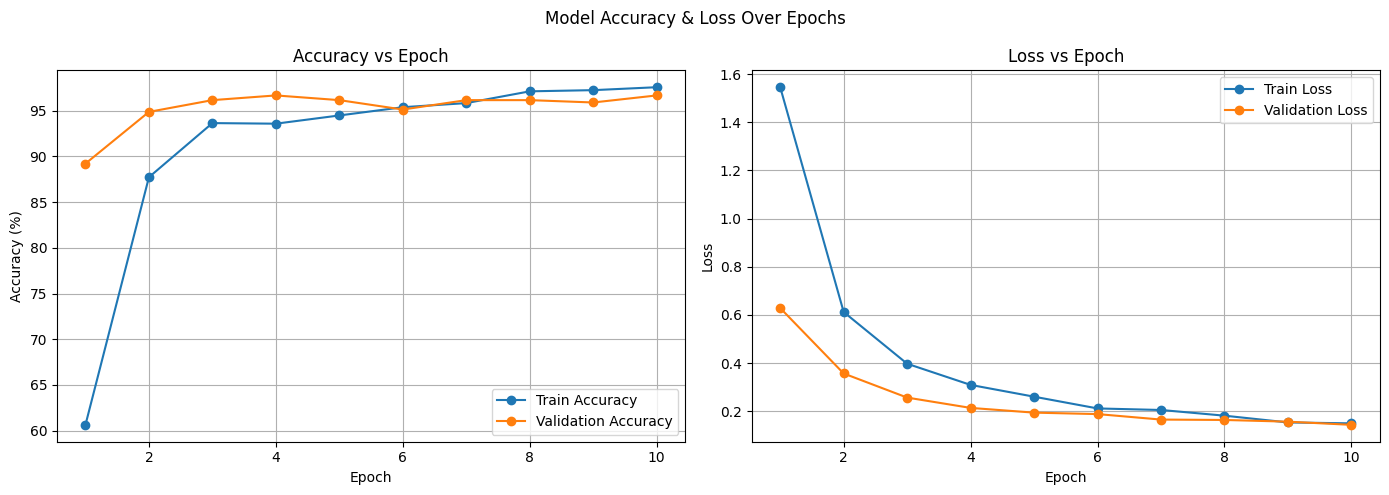 Model Accuracy & Loss Over Epochs
Accuracy vs Epoch
Accuracy (%)
95
90
85
80
75
70
65
60
2
4
6
8
10
Epoch
Train Accuracy
Validation Accuracy
Loss vs Epoch
Loss
1.6
1.4
1.2
1.0
0.8
0.6
0.4
0.2
2
4
6
8
10
Epoch
Train Loss
Validation Loss